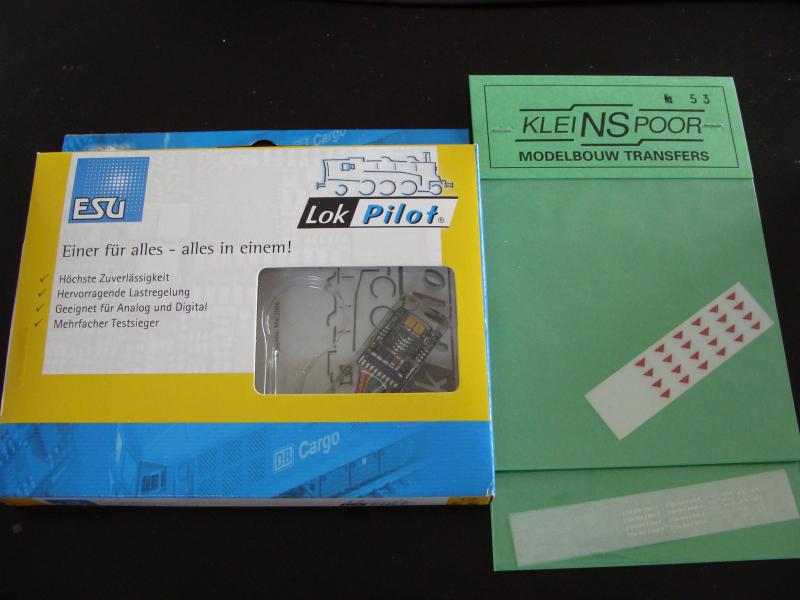 Cargo
ESU
Lok Pilot®
Einer für alles - alles in einem!
✓ Höchste Zuverlässigkeit
✓ Hervorragende Lastregelung
✓ Geeignet für Analog und Digital
✓ Mehrfacher Testsieger
DB Cargo
№ 53
KLEINSPOOR
MODELBOUW TRANSFERS